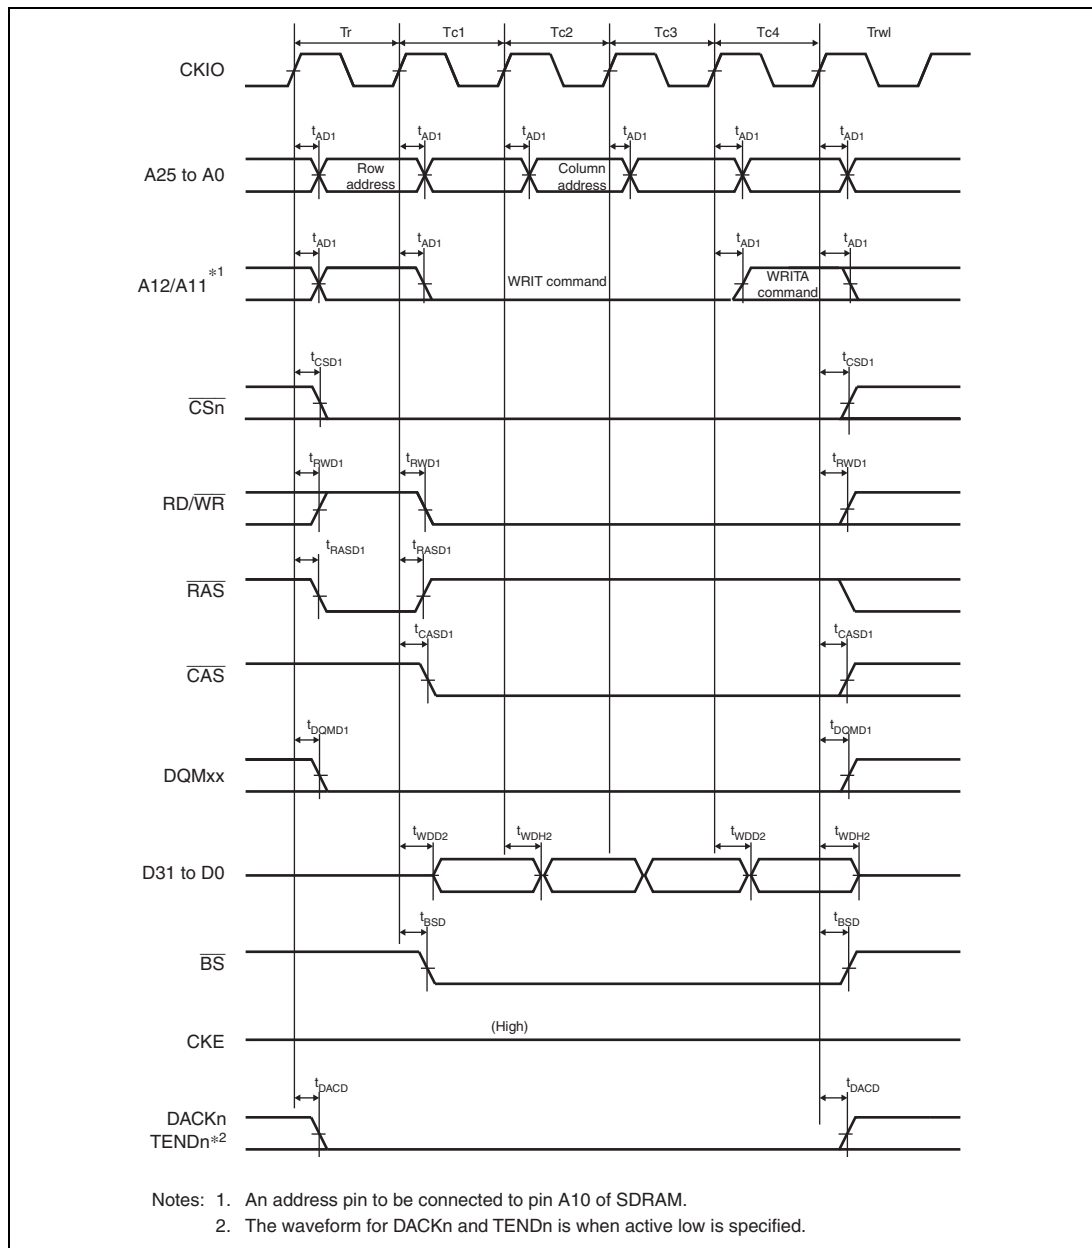 Tr Tc1 Tc2 Tc3 Tc4 Trwl
CKIO
tAD1 tAD1 tAD1 tAD1 tAD1 tAD1
A25 to A0
Row address
Column address
tAD1 tAD1 tAD1 tAD1
A12/A11*1
WRIT command
WRITA command
tCSD1 tCSD1
CSn
tRWD1 tRWD1 tRWD1
RD/WR
tRASD1 tRASD1
RAS
tCASD1 tCASD1
CAS
tDQMD1 tDQMD1
DQMxx
tWDD2 tWDH2 tWDD2 tWDH2
D31 to D0
tBSD tBSD
BS
(High)
CKE
tDACD tDACD
DACKn
TENDn*2
Notes: 1. An address pin to be connected to pin A10 of SDRAM.
2. The waveform for DACKn and TENDn is when active low is specified.